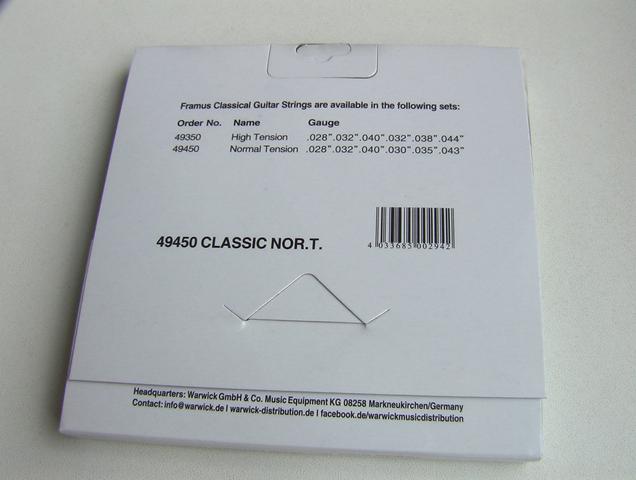 Framus Classical Guitar Strings are available in the following sets:
Order No. Name Gauge
49350 High Tension .028".032".040".032".038".044"
49450 Normal Tension .028".032".040".030".035".043"
49450 CLASSIC NOR.T.
4 033685 002942
Headquarters: Warwick GmbH & Co. Music Equipment KG 08258 Markneukirchen/Germany
Contact: info@warwick.de I warwick-distribution.de I facebook.de/warwickmusicdistribution